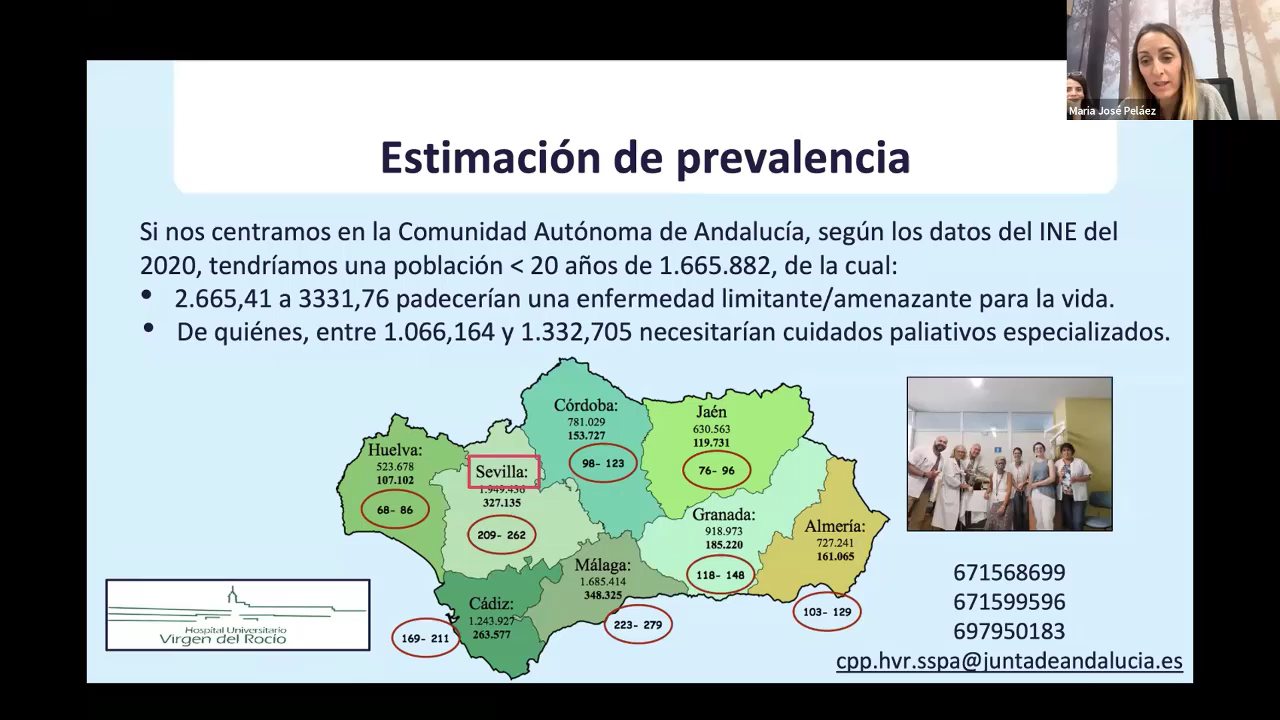 Maria José Peláez
Estimación de prevalencia
Si nos centramos en la Comunidad Autónoma de Andalucía, según los datos del INE del
2020, tendríamos una población < 20 años de 1.665.882, de la cual:
• 2.665,41 a 3331,76 padecerían una enfermedad limitante/amenazante para la vida.
• De quiénes, entre 1.066,164 y 1.332,705 necesitarían cuidados paliativos especializados.
Córdoba:
781.029
153.727
98- 123
Jaén
630.563
119.731
76- 96
Huelva:
523.678
107.102
68- 86
Sevilla:
1.949.436
327.135
209- 262
Granada:
918.973
185.220
118- 148
Almería:
727.241
161.065
103- 129
Málaga:
1.685.414
348.325
223- 279
Cádiz:
1.243.927
263.577
169- 211
Hospital Universitario
Virgen del Rocío
671568699
671599596
697950183
cpp.hvr.sspa@juntadeandalucia.es